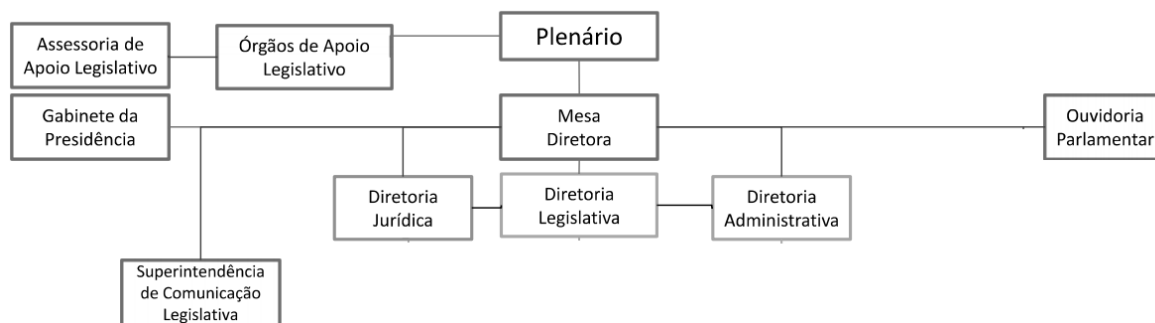 Plenário
Assessoria de
Apoio Legislativo
Órgãos de Apoio
Legislativo
Gabinete da
Presidência
Mesa
Diretora
Ouvidoria
Parlamentar
Diretoria
Jurídica
Diretoria
Legislativa
Diretoria
Administrativa
Superintendência
de Comunicação
Legislativa